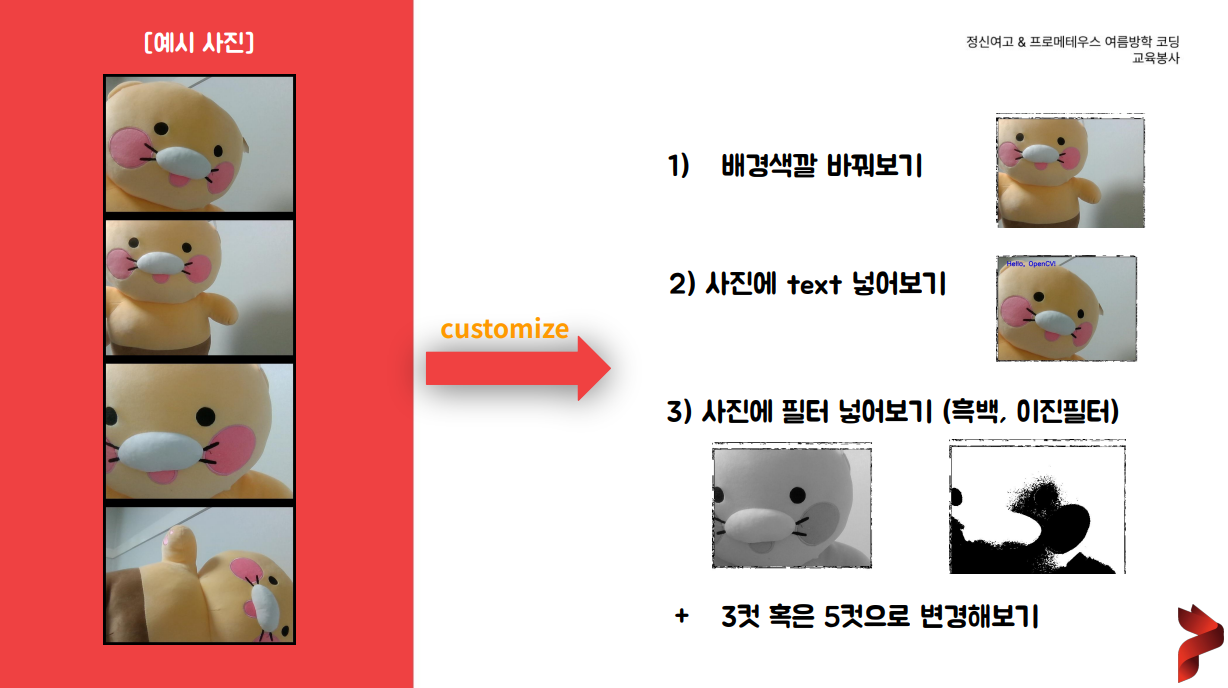 [예시 사진]
정신여고 & 프로메테우스 여름방학 코딩
교육봉사
customize
1) 배경색깔 바꿔보기
2) 사진에 text 넣어보기
Hello, OpenCV!
3) 사진에 필터 넣어보기 (흑백, 이진필터)
+ 3컷 혹은 5컷으로 변경해보기